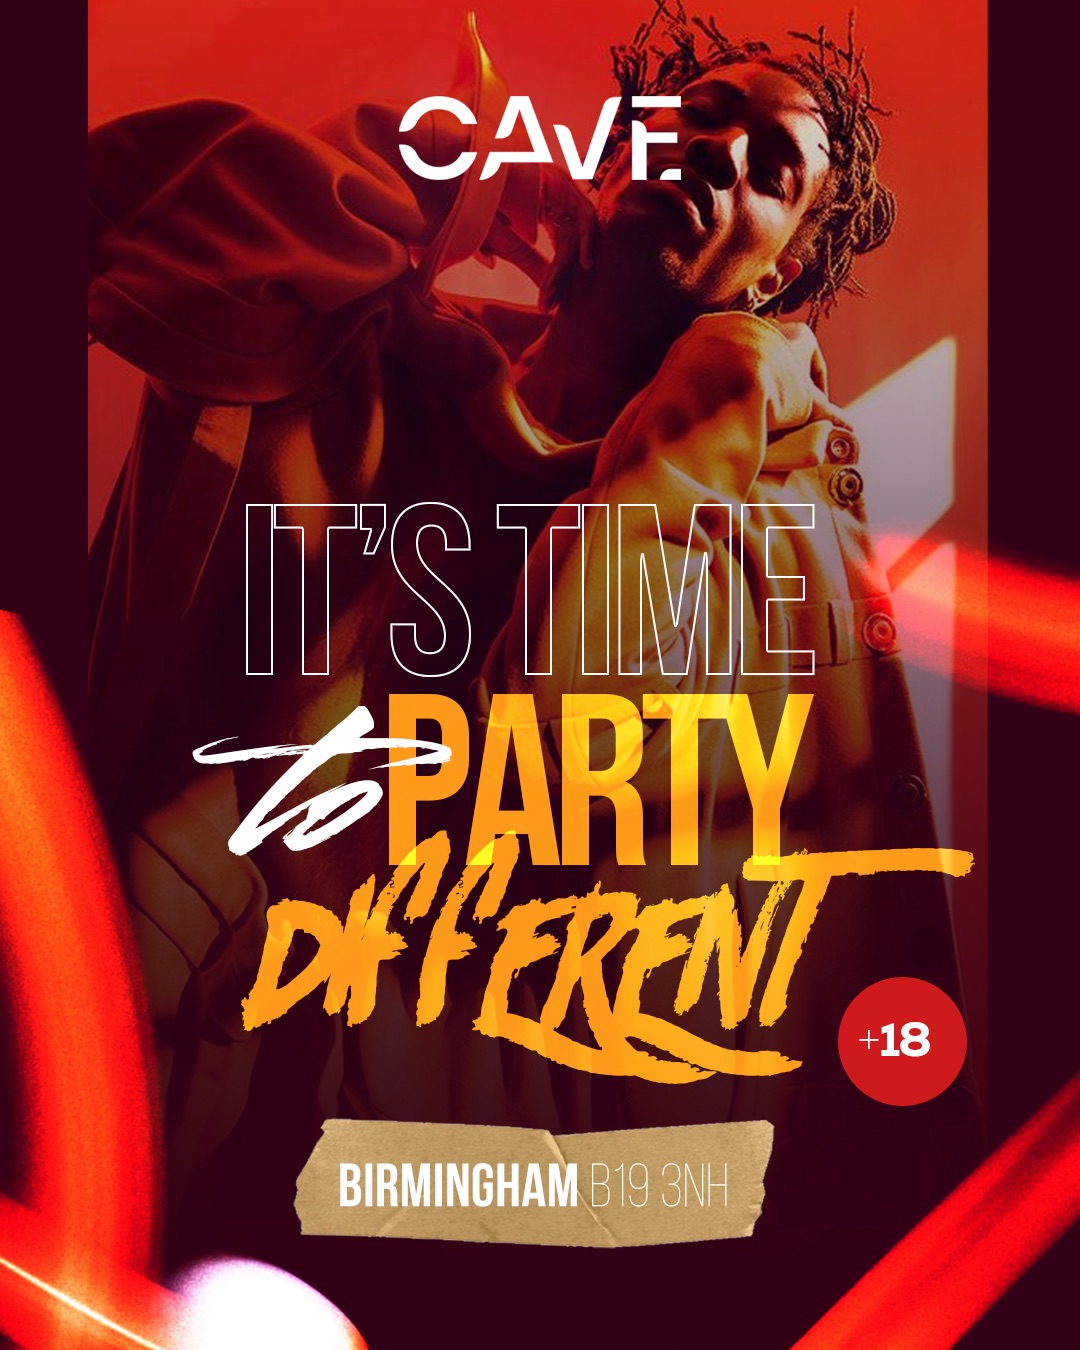 CAVE
IT'S TIME
to PARTY
DIFFERENT
+18
BIRMINGHAM B19 3NH